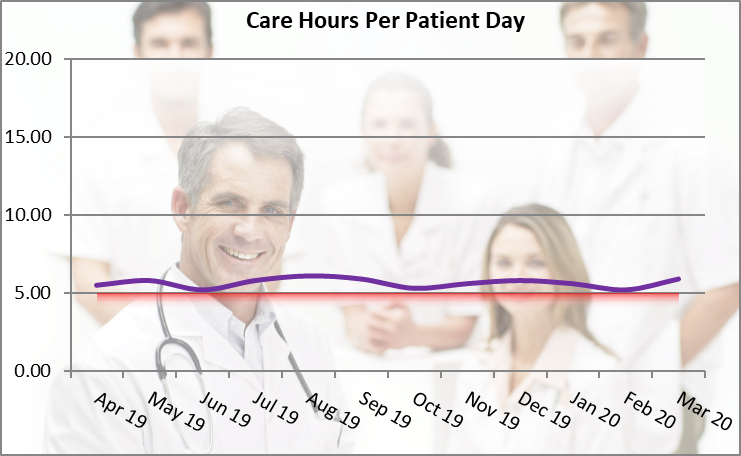 Care Hours Per Patient Day
20.00
15.00
10.00
5.00
0.00
Apr 19
May 19
Jun 19
Jul 19
Aug 19
Sep 19
Oct 19
Nov 19
Dec 19
Jan 20
Feb 20
Mar 20